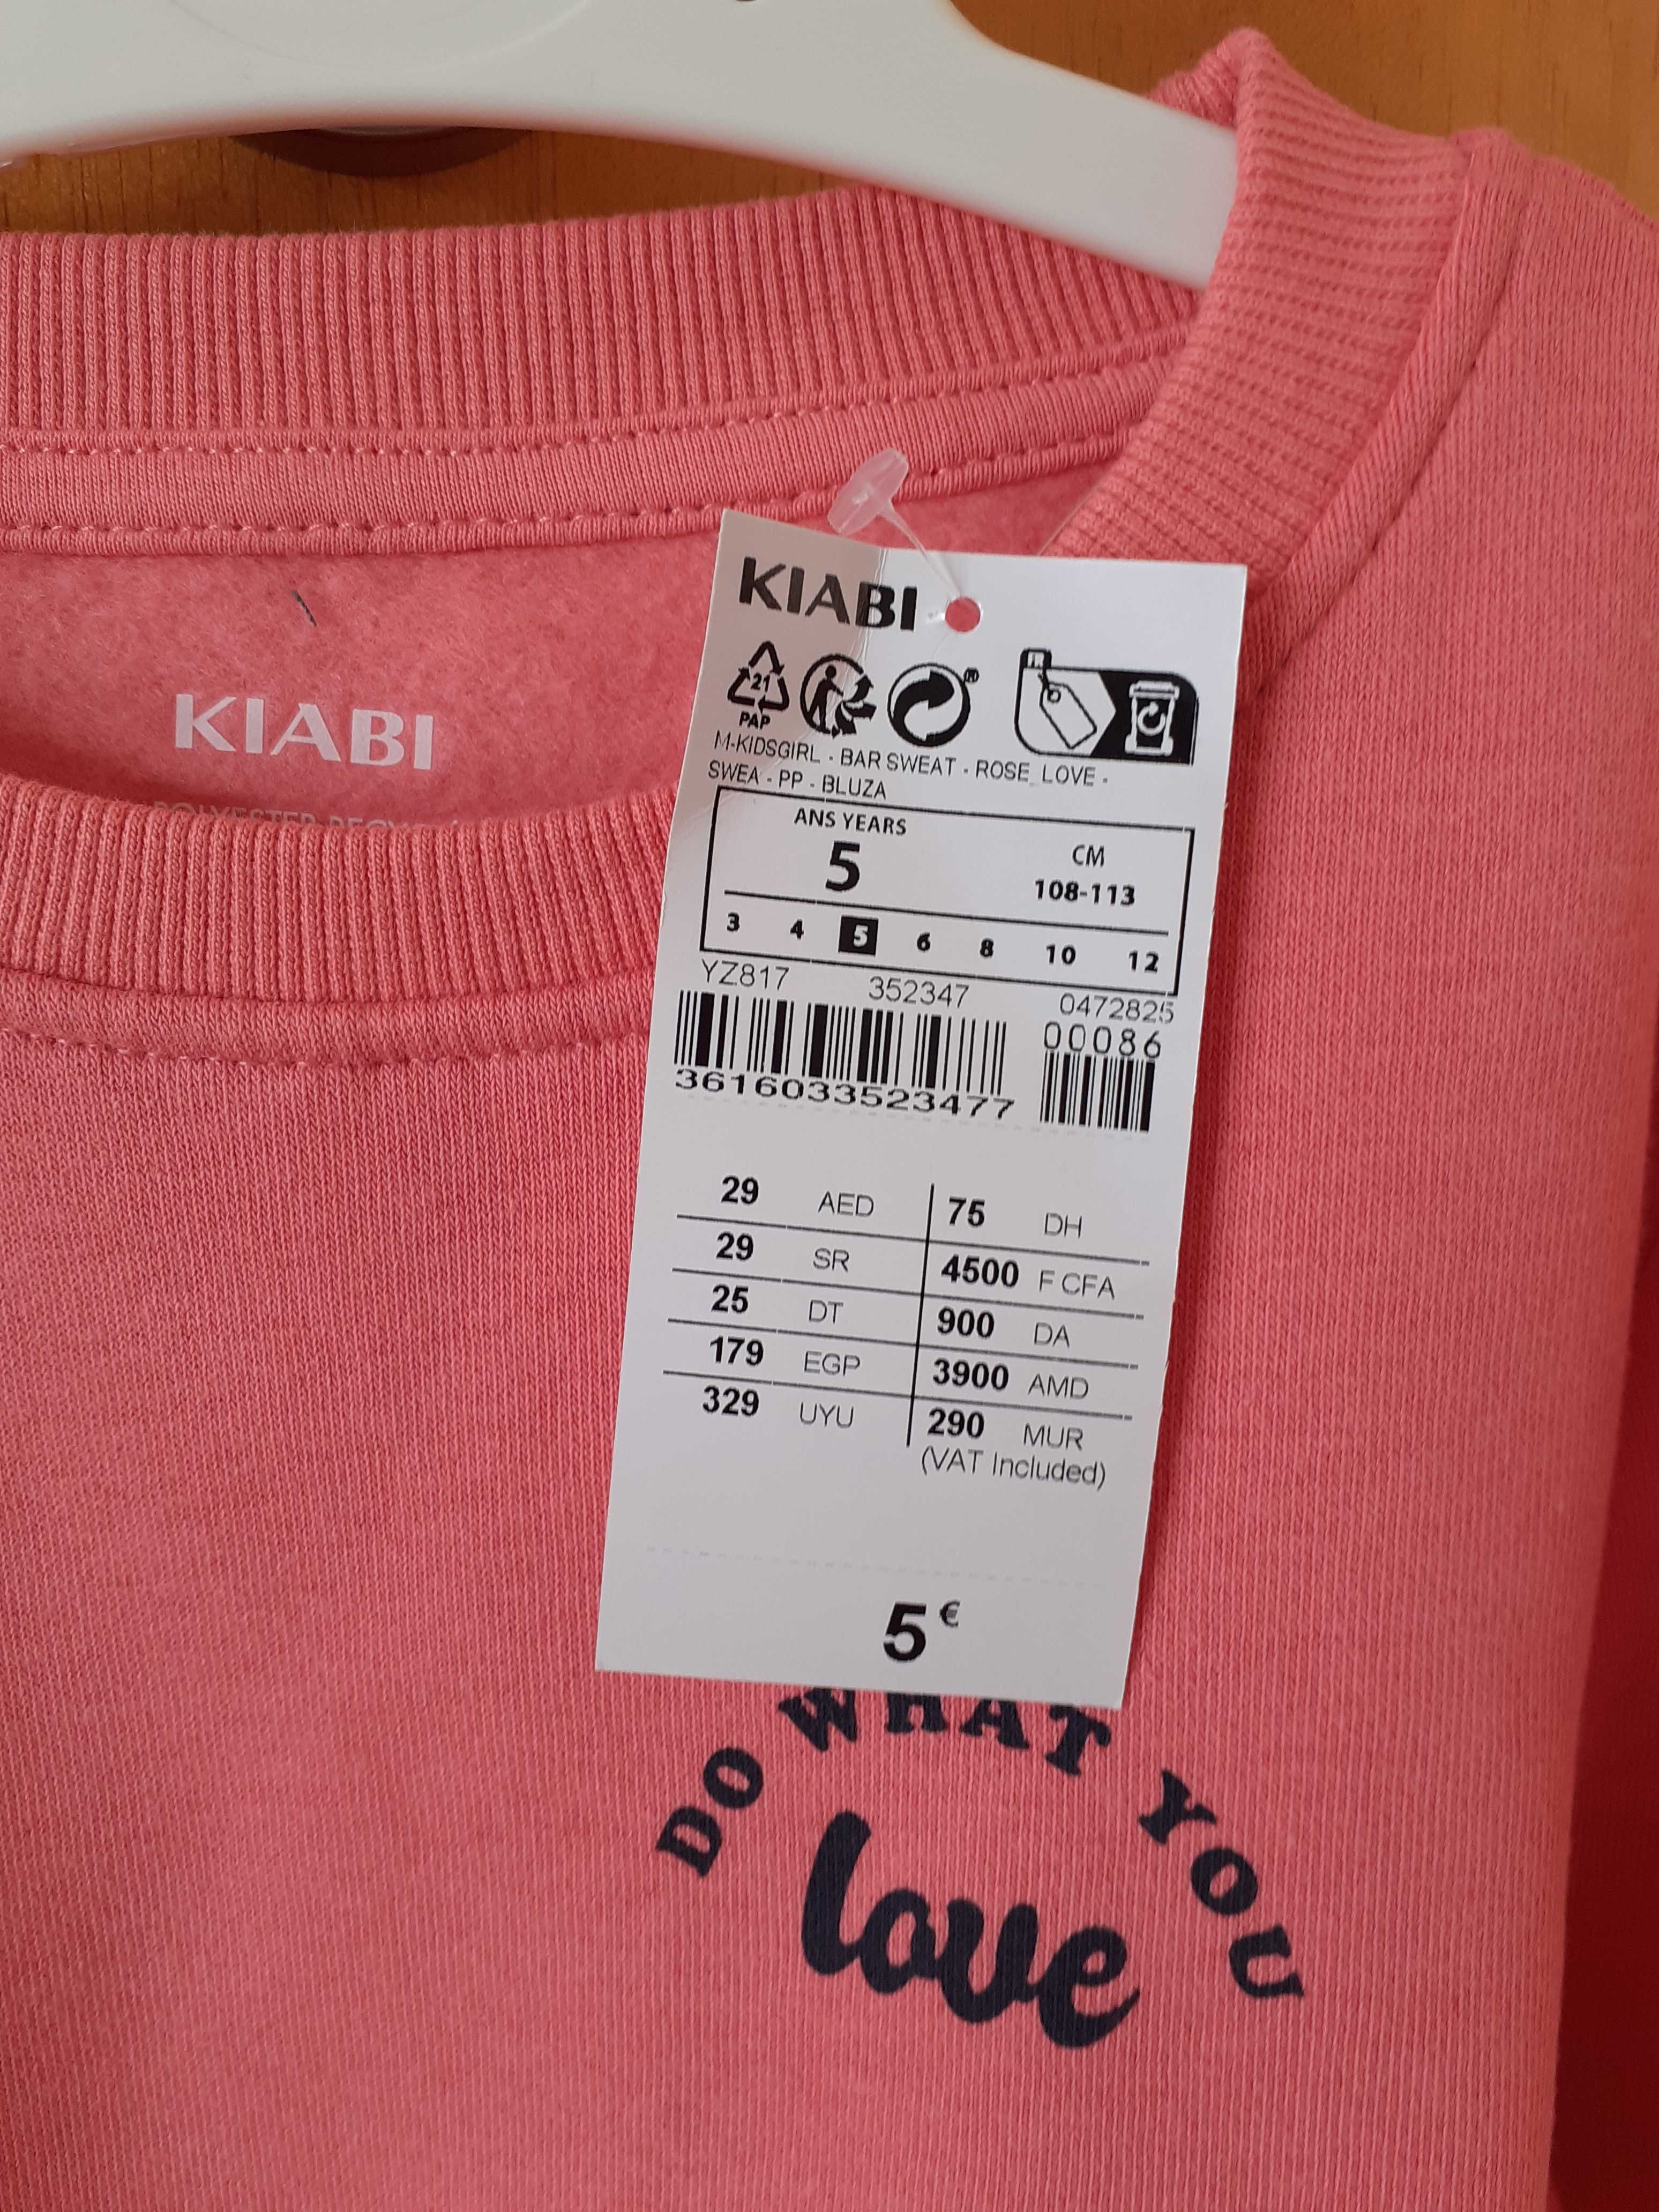 KIABI
POLYESTER RECY
KIABI
21
PAP
®
M-KIDSGIRL - BAR SWEAT - ROSE_LOVE -
SWEA - PP - BLUZA
ANS YEARS
5
CM
108-113
3 4 5 6 8 10 12
YZ817 352347 0472825
00086
3616033523477
29 AED 75 DH
29 SR 4500 F CFA
25 DT 900 DA
179 EGP 3900 AMD
329 UYU 290 MUR
(VAT Included)
5€
DO WHAT YOU
love